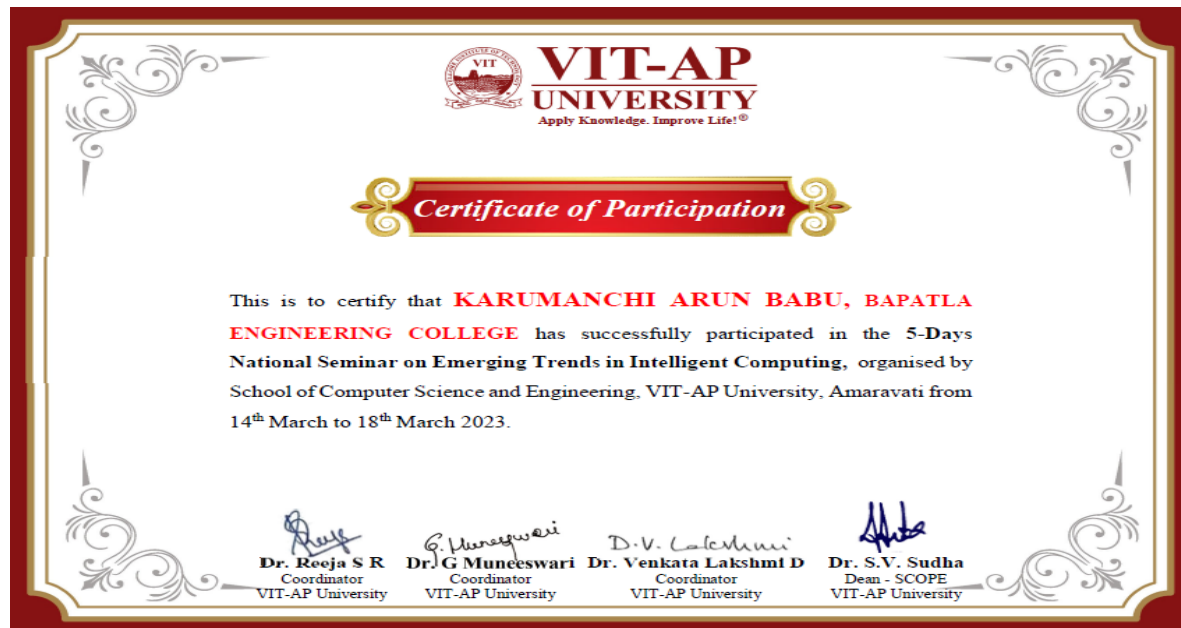 VIT
VIT-AP
UNIVERSITY
Apply Knowledge. Improve Life!®
Certificate of Participation
This is to certify that KARUMANCHI ARUN BABU, BAPATLA
ENGINEERING COLLEGE has successfully participated in the 5-Days
National Seminar on Emerging Trends in Intelligent Computing, organised by
School of Computer Science and Engineering, VIT-AP University, Amaravati from
14th March to 18th March 2023.
G. Muneeswari D.V. Lakshmi
Dr. Reeja S R Dr. G Muneeswari Dr. Venkata Lakshmi D Dr. S.V. Sudha
Coordinator Coordinator Coordinator Dean - SCOPE
VIT-AP University VIT-AP University VIT-AP University VIT-AP University